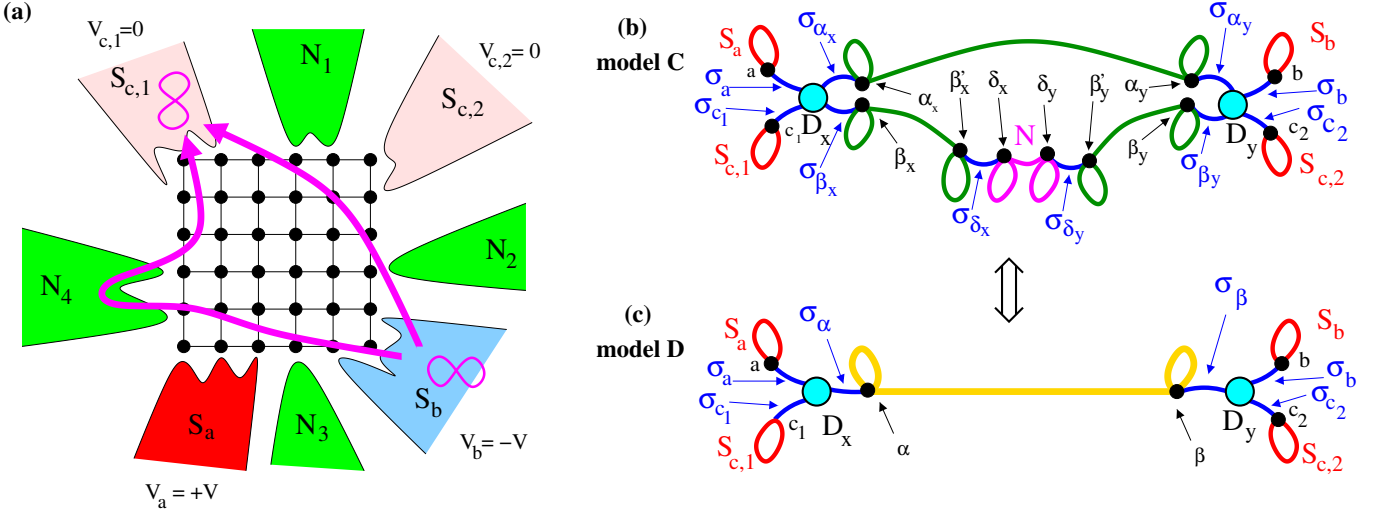 (a)
V_{c,1}=0
S_{c,1}
N_1
V_{c,2}= 0
S_{c,2}
N_4
N_2
S_a
N_3
S_b
V_b= −V
V_a = +V
(b)
model C
S_a
σ_{α_x}
σ_{α_y}
S_b
a
b
σ_a
σ_b
σ_{c_1}
σ_{c_2}
c_1
D_x
α_x
β'_x
δ_x
δ_y
β'_y
α_y
D_y
c_2
N
S_{c,1}
σ_{β_x}
β_x
β_y
σ_{β_y}
S_{c,2}
σ_{δ_x}
σ_{δ_y}
(c)
model D
S_a
σ_α
σ_β
S_b
a
b
σ_a
σ_b
σ_{c_1}
σ_{c_2}
c_1
D_x
α
β
D_y
c_2
S_{c,1}
S_{c,2}